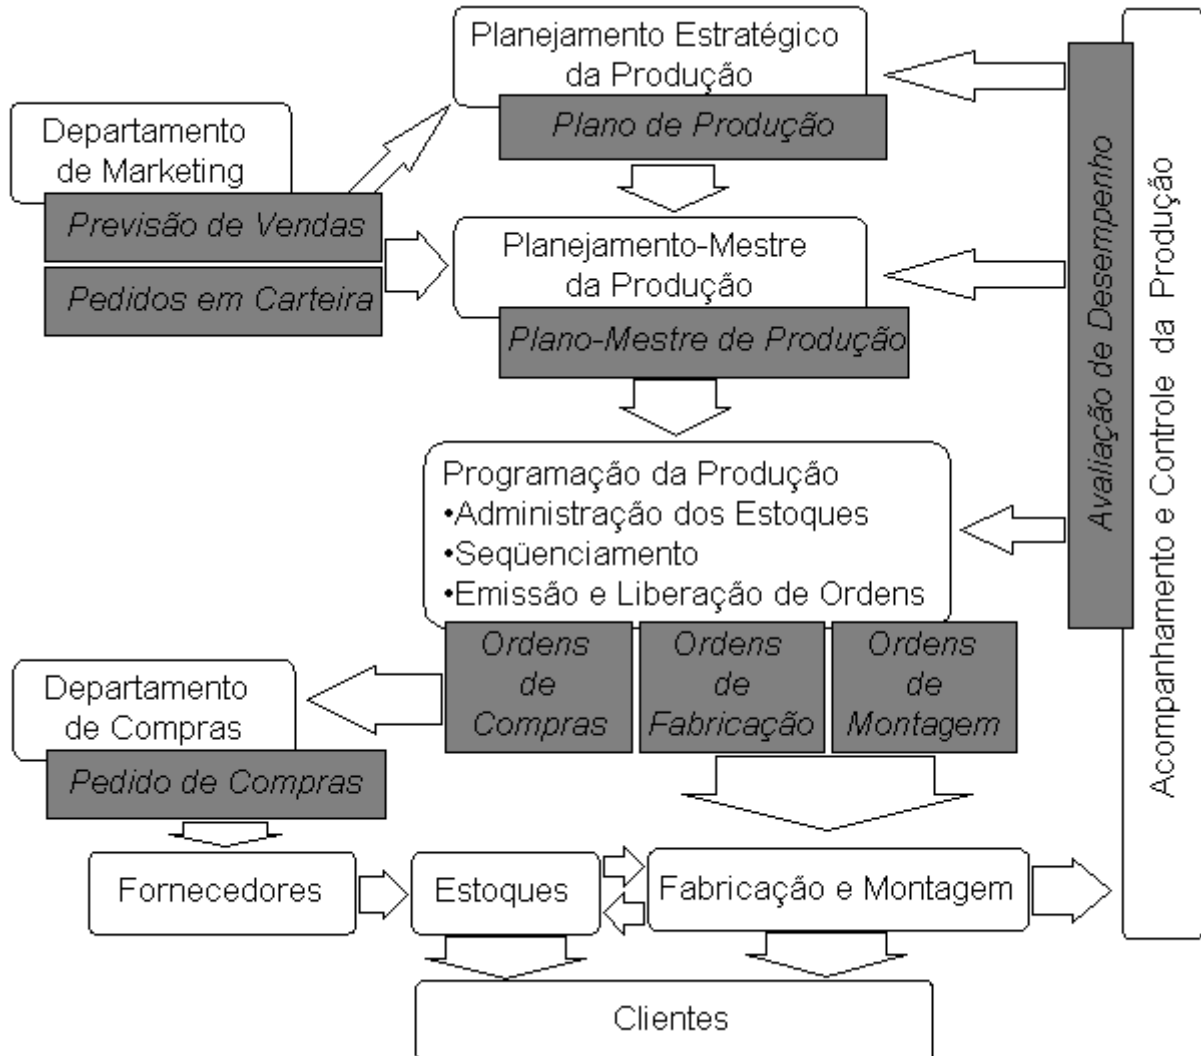 Planejamento Estratégico
da Produção
Plano de Produção
Departamento
de Marketing
Previsão de Vendas
Pedidos em Carteira
Planejamento-Mestre
da Produção
Plano-Mestre de Produção
Programação da Produção
•Administração dos Estoques
•Seqüenciamento
•Emissão e Liberação de Ordens
Ordens
de
Compras
Ordens
de
Fabricação
Ordens
de
Montagem
Departamento
de Compras
Pedido de Compras
Fornecedores
Estoques
Fabricação e Montagem
Clientes
Avaliação de Desempenho
Acompanhamento e Controle da Produção